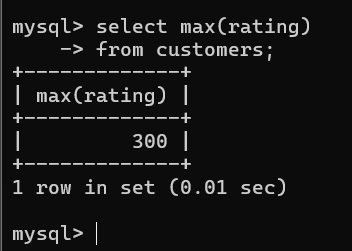 mysql> select max(rating)
    -> from customers;
+-------------+
| max(rating) |
+-------------+
|         300 |
+-------------+
1 row in set (0.01 sec)

mysql>